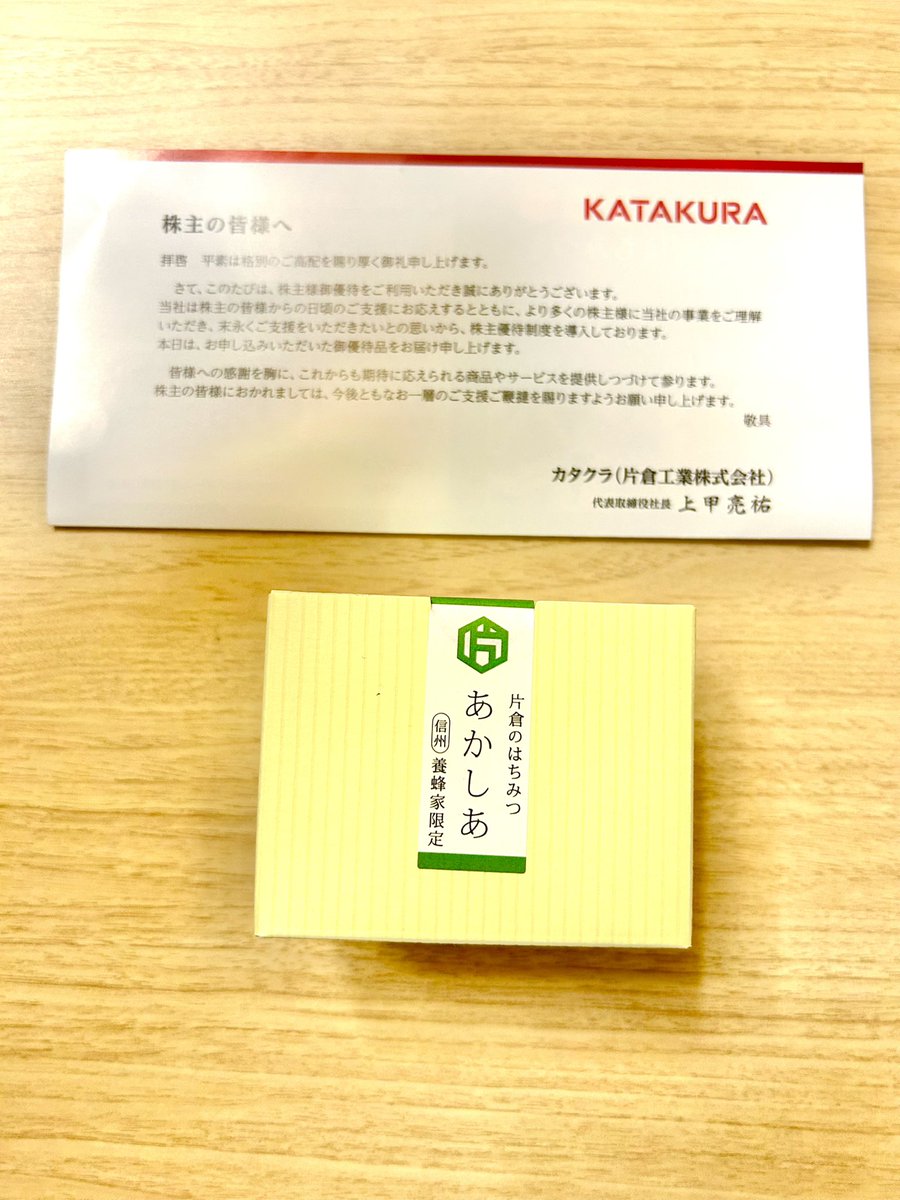 KATAKURA
株主の皆様へ
拝啓　平素は格別のご高配を賜り厚く御礼申し上げます。
さて、このたびは、株主様御優待をご利用いただき誠にありがとうございます。
当社は株主の皆様からの日頃のご支援にお応えするとともに、より多くの株主様に当社の事業をご理解
いただき、末永くご支援をいただきたいとの思いから、株主優待制度を導入しております。
本日は、お申し込みいただいた御優待品をお届け申し上げます。
皆様への感謝を胸に、これからも期待に応えられる商品やサービスを提供しつづけて参ります。
株主の皆様におかれましては、今後ともなお一層のご支援ご鞭撻を賜りますようお願い申し上げます。
敬具
カタクラ(片倉工業株式会社)
代表取締役社長 上甲亮祐
片
片倉のはちみつ
あかしあ
信州 養蜂家限定